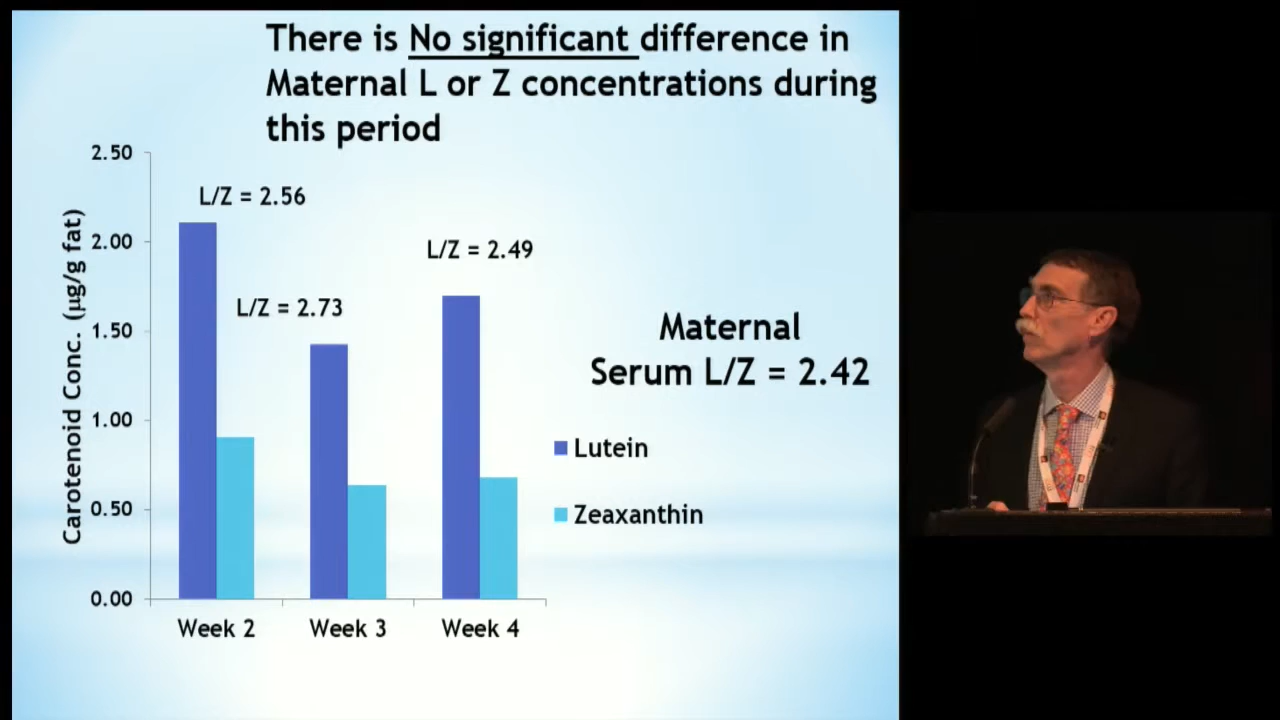 There is No significant difference in
Maternal L or Z concentrations during
this period
2.50
2.00
1.50
1.00
0.50
0.00
Carotenoid Conc. (µg/g fat)
L/Z = 2.56
L/Z = 2.73
L/Z = 2.49
Week 2
Week 3
Week 4
Maternal
Serum L/Z = 2.42
Lutein
Zeaxanthin